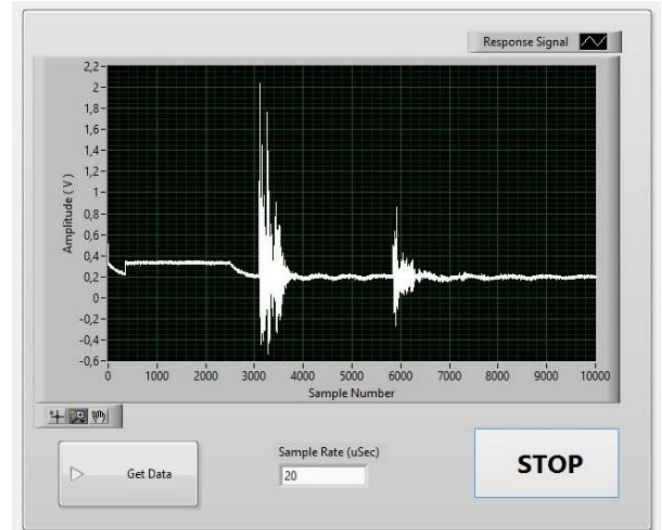 Response Signal
2,2
2
1,8
1,6
1,4
1,2
1
0,8
0,6
0,4
0,2
0
-0,2
-0,4
-0,6
Amplitude ( V )
0 1000 2000 3000 4000 5000 6000 7000 8000 9000 10000
Sample Number
Get Data
Sample Rate (uSec)
20
STOP